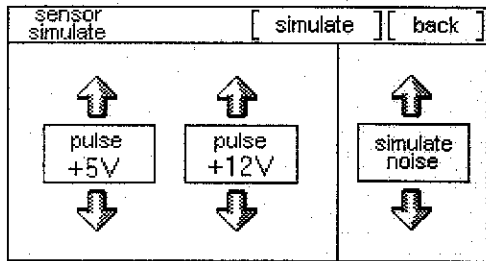 sensor
simulate
[ simulate ][ back ]
pulse
+5V
pulse
+12V
simulate
noise